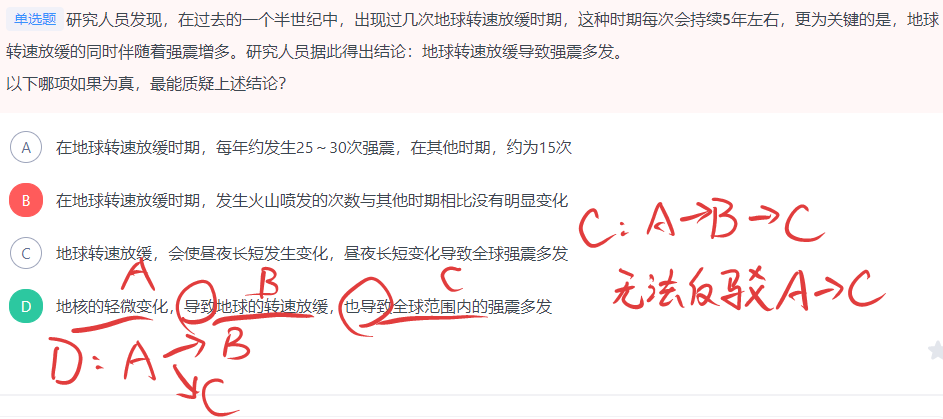 单选题 研究人员发现，在过去的一个半世纪中，出现过几次地球转速放缓时期，这种时期每次会持续5年左右，更为关键的是，地球
转速放缓的同时伴随着强震增多。研究人员据此得出结论：地球转速放缓导致强震多发。
以下哪项如果为真，最能质疑上述结论？
A 在地球转速放缓时期，每年约发生25～30次强震，在其他时期，约为15次
B 在地球转速放缓时期，发生火山喷发的次数与其他时期相比没有明显变化
C：A→B→C
C 地球转速放缓，会使昼夜长短发生变化，昼夜长短变化导致全球强震多发
A B C
无法反驳A→C
D 地核的轻微变化，导致地球的转速放缓，也导致全球范围内的强震多发
D：A→B
↘C